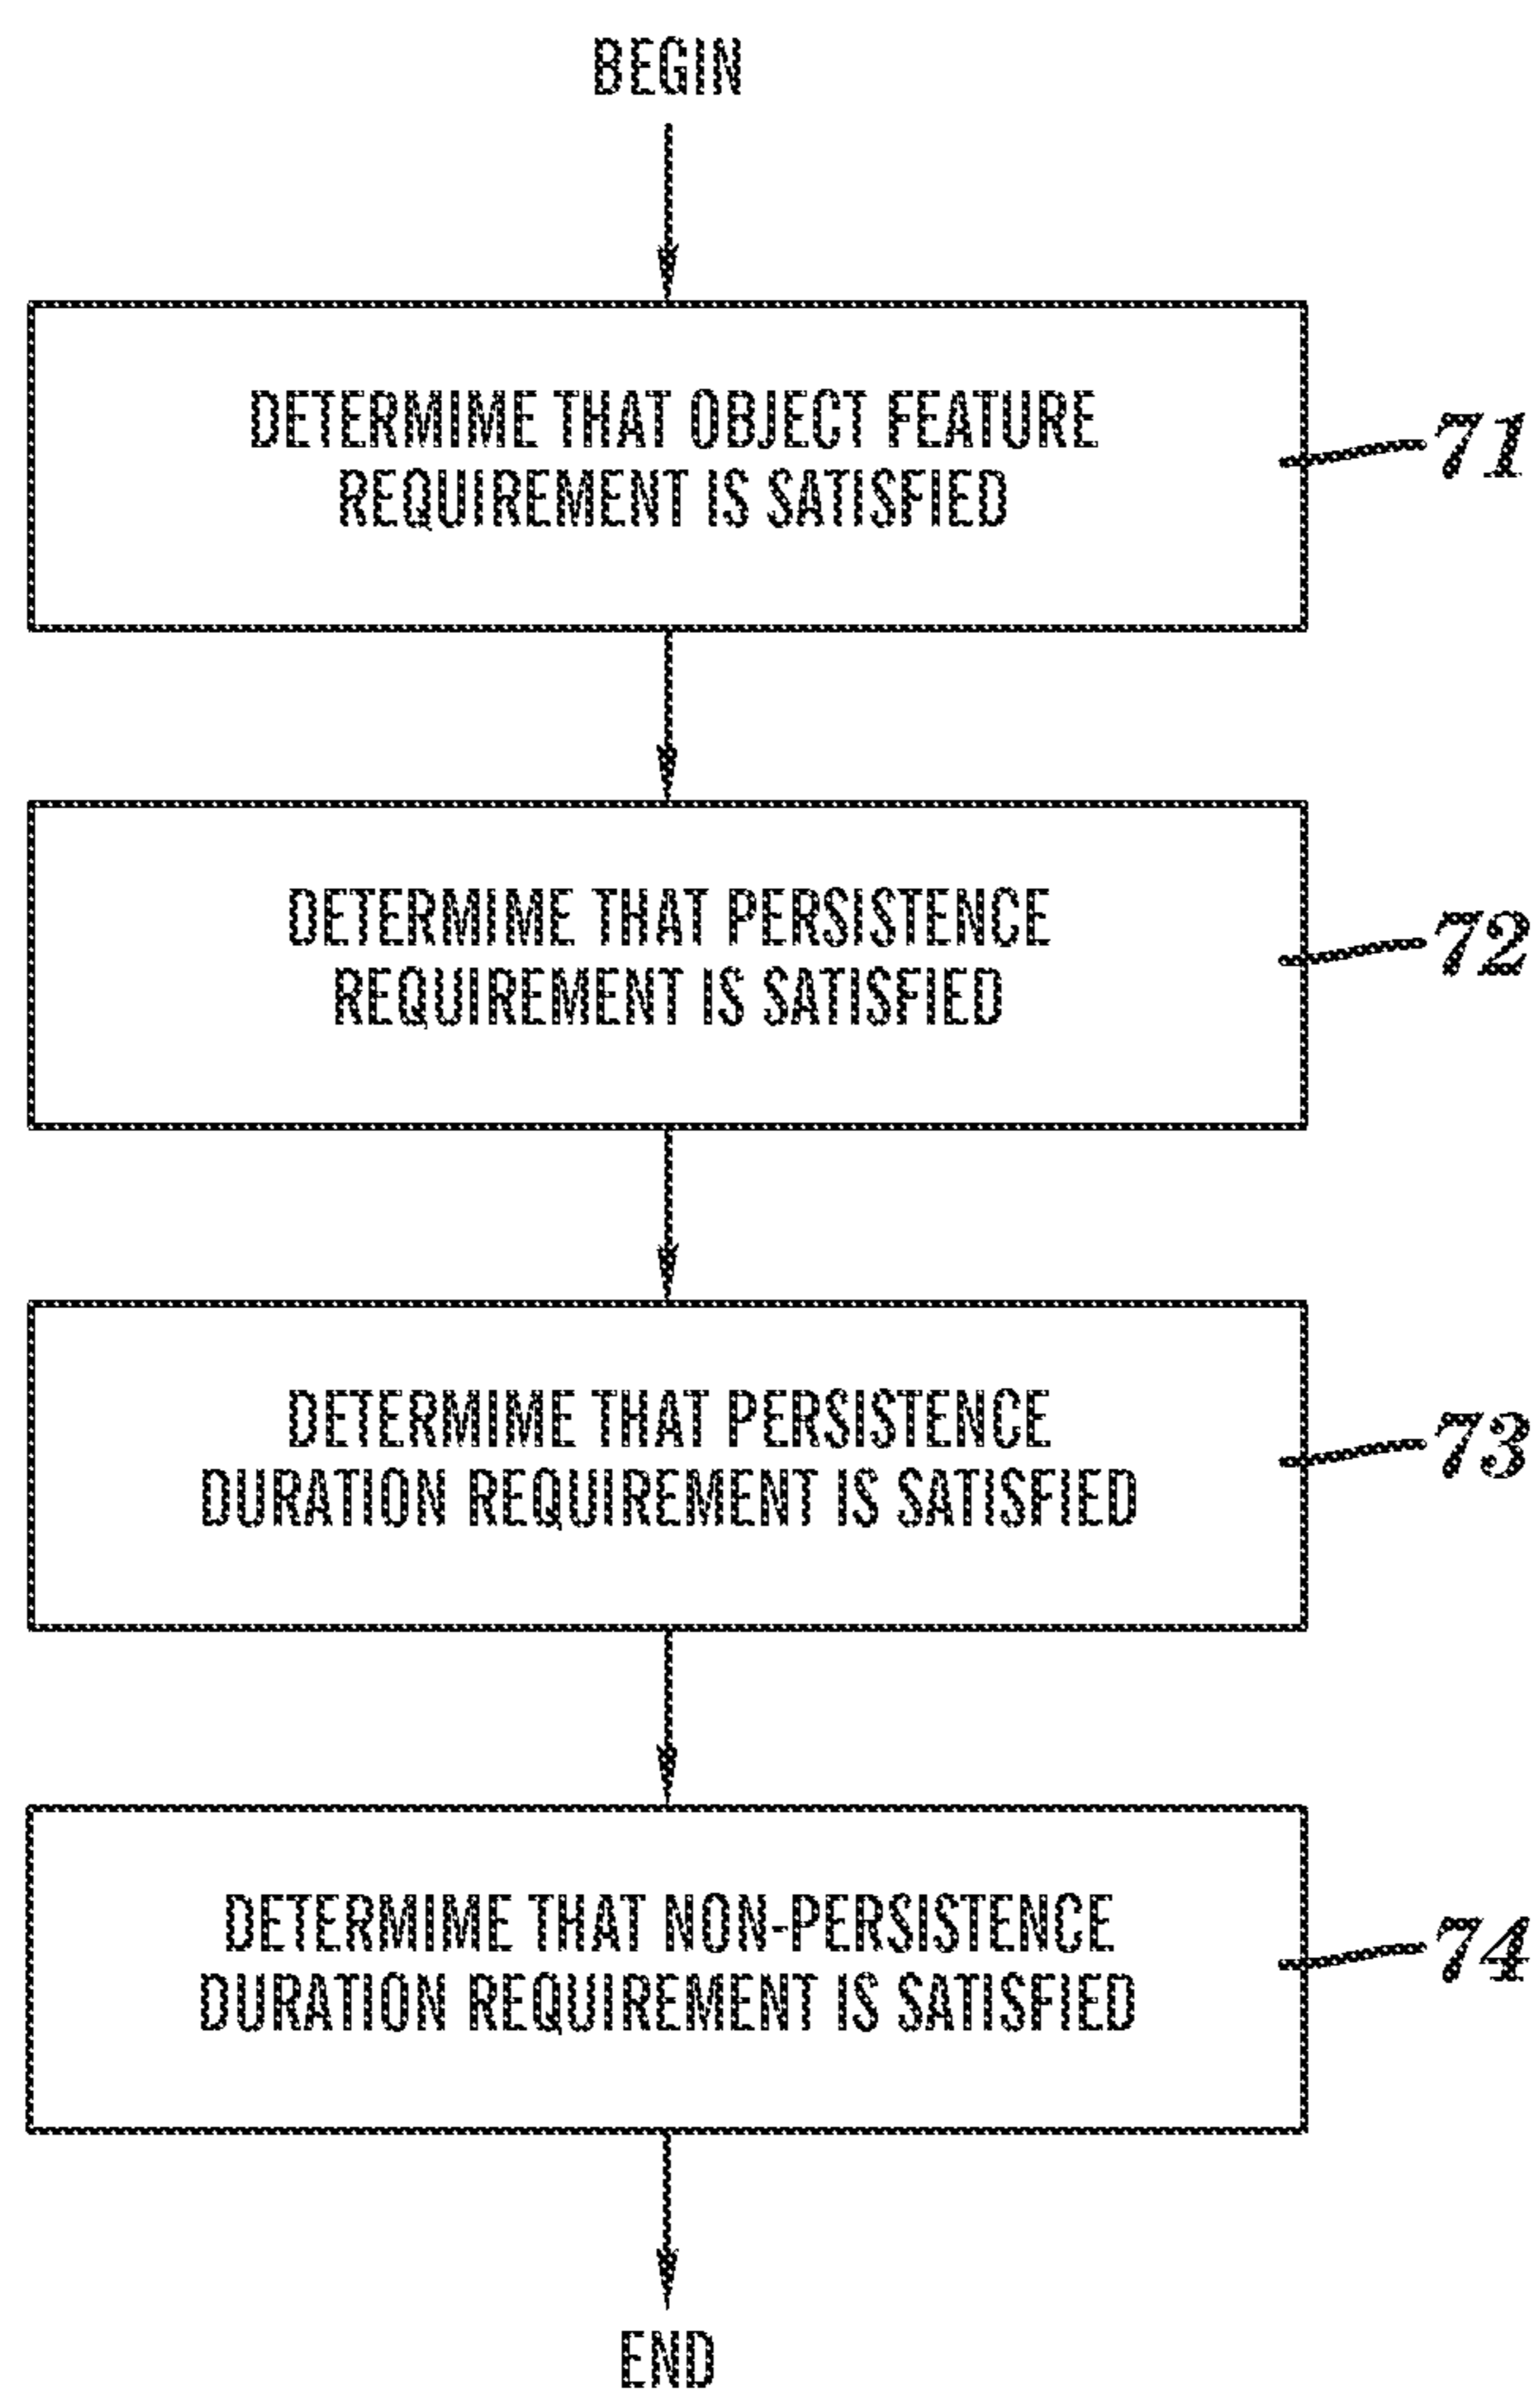 BEGIN
DETERMIME THAT OBJECT FEATURE
REQUIREMENT IS SATISFIED
71
DETERMIME THAT PERSISTENCE
REQUIREMENT IS SATISFIED
72
DETERMIME THAT PERSISTENCE
DURATION REQUIREMENT IS SATISFIED
73
DETERMIME THAT NON-PERSISTENCE
DURATION REQUIREMENT IS SATISFIED
74
END